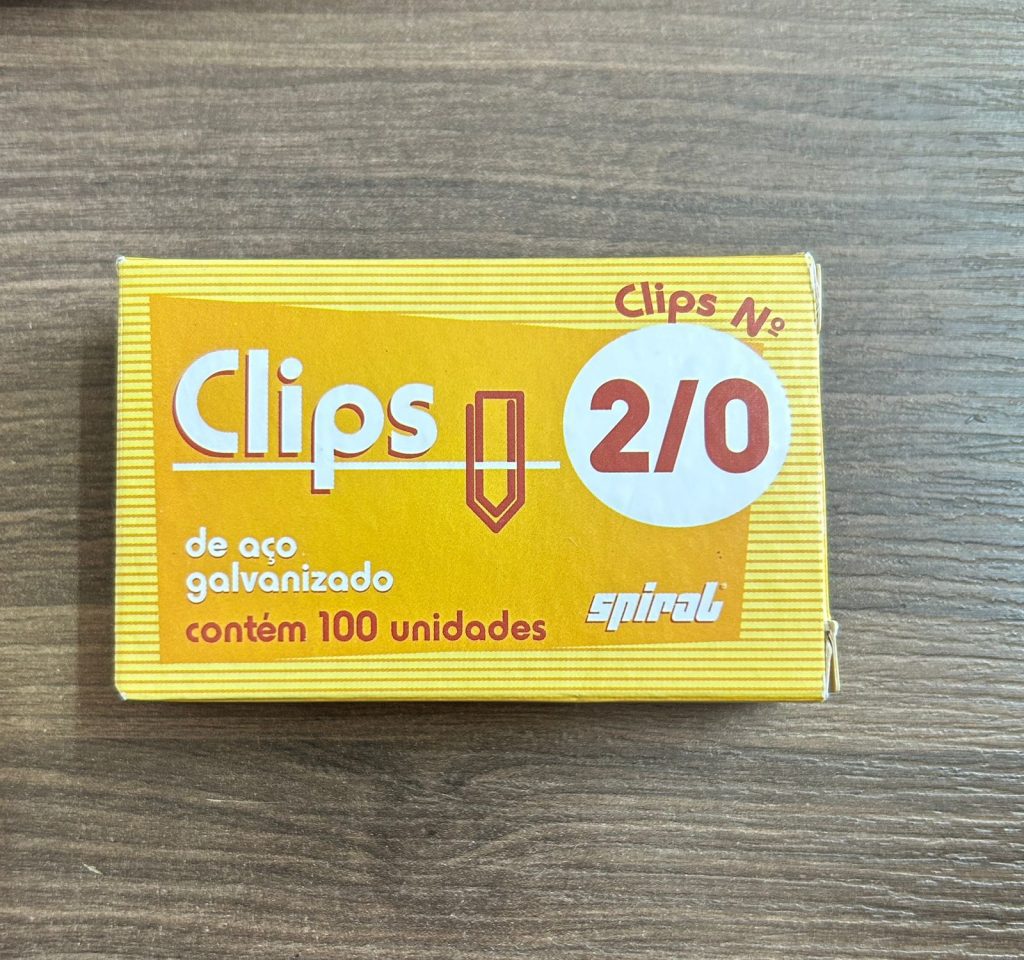 Clips Nº
2/0
Clips
de aço
galvanizado
contém 100 unidades
spiral